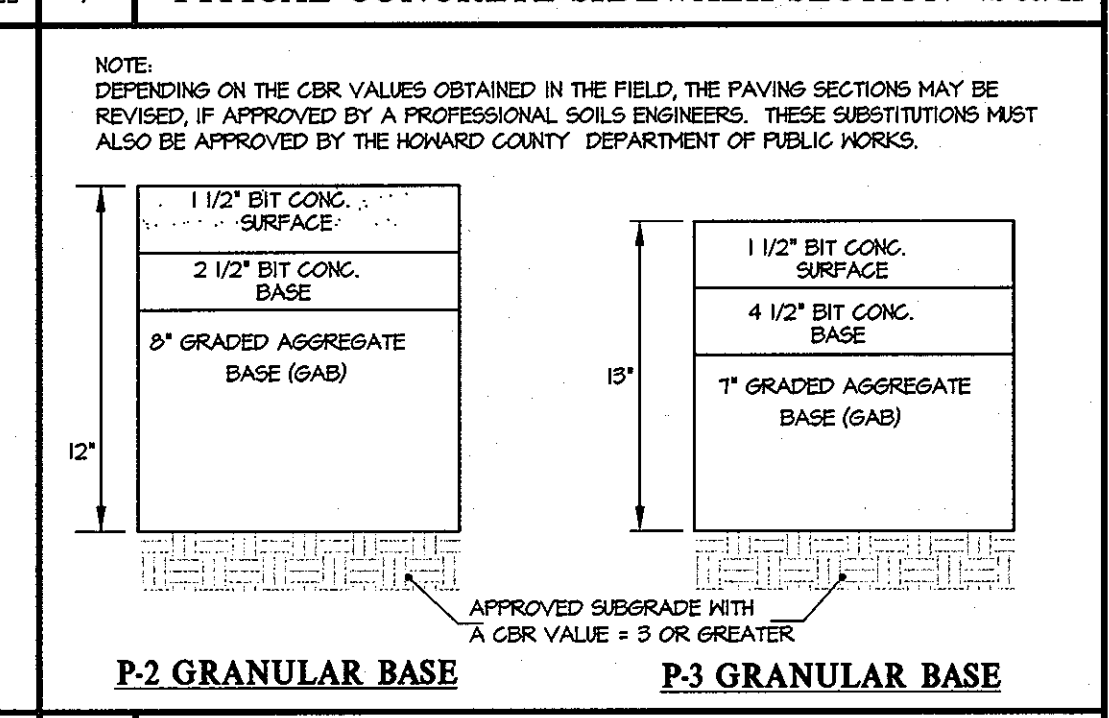 TYPICAL CONCRETE SIDEWALK SECTION
NOTE:
DEPENDING ON THE CBR VALUES OBTAINED IN THE FIELD, THE PAVING SECTIONS MAY BE
REVISED, IF APPROVED BY A PROFESSIONAL SOILS ENGINEERS. THESE SUBSTITUTIONS MUST
ALSO BE APPROVED BY THE HOWARD COUNTY DEPARTMENT OF PUBLIC WORKS.
1 1/2" BIT CONC.
SURFACE
2 1/2" BIT CONC.
BASE
8" GRADED AGGREGATE
BASE (GAB)
12"
1 1/2" BIT CONC.
SURFACE
4 1/2" BIT CONC.
BASE
7" GRADED AGGREGATE
BASE (GAB)
13"
APPROVED SUBGRADE WITH
A CBR VALUE = 3 OR GREATER
P-2 GRANULAR BASE
P-3 GRANULAR BASE